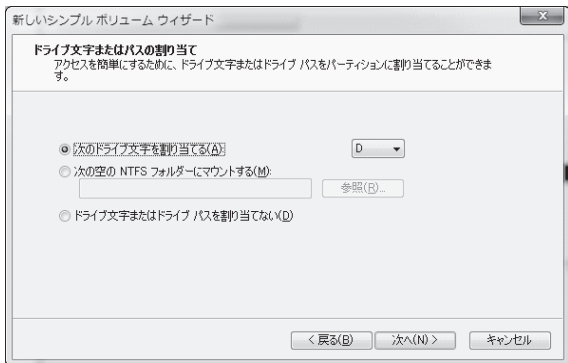 新しいシンプル ボリューム ウィザード
ドライブ文字またはパスの割り当て
アクセスを簡単にするために、ドライブ文字またはドライブ パスをパーティションに割り当てることができま
す。
次のドライブ文字を割り当てる(A):
D
次の空の NTFS フォルダーにマウントする(M):
参照(R)...
ドライブ文字またはドライブ パスを割り当てない(D)
< 戻る(B)
次へ(N) >
キャンセル